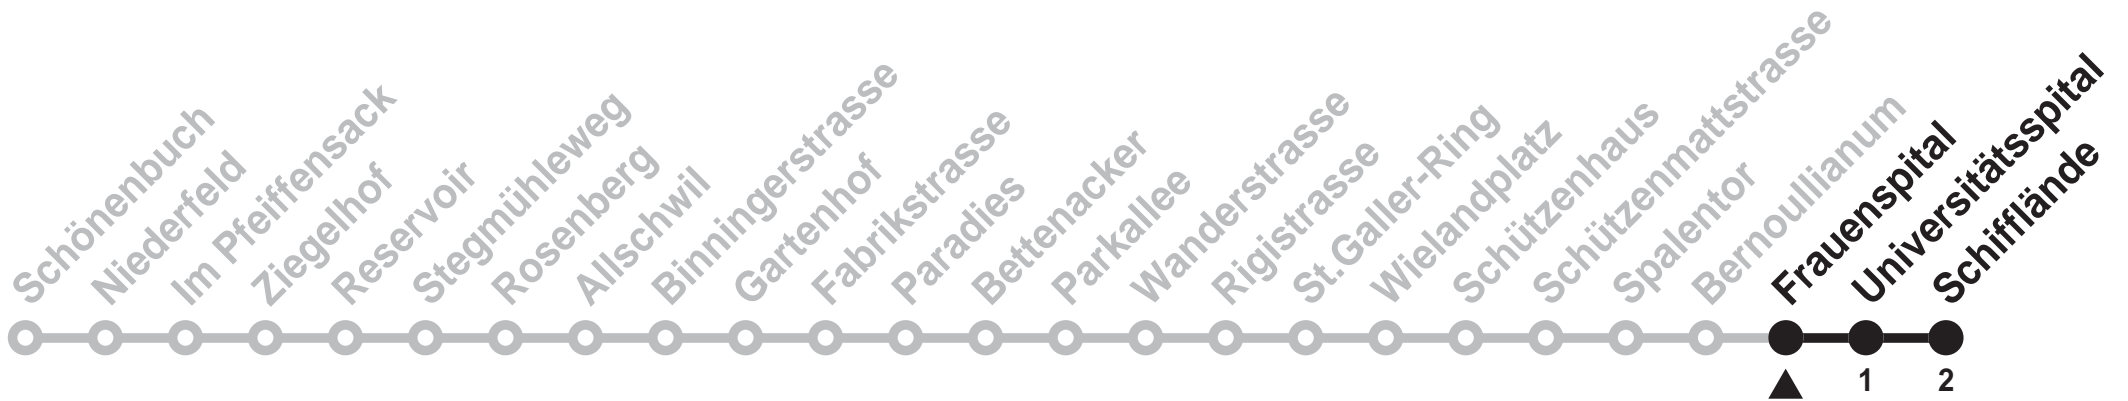 Schönenbuch
Niederfeld
Im Pfeiffensack
Ziegelhof
Reservoir
Stegmühleweg
Rosenberg
Allschwil
Binningerstrasse
Gartenhof
Fabrikstrasse
Paradies
Bettenacker
Parkallee
Wanderstrasse
Rigistrasse
St.Galler-Ring
Wielandplatz
Schützenhaus
Schützenmattstrasse
Spalentor
Bernoullianum
Frauenspital
Universitätsspital
Schifflände
1
2